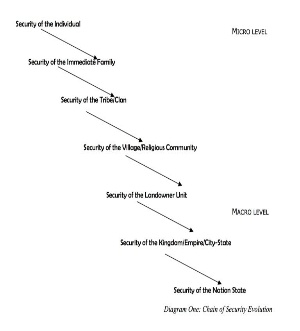 Security of the Individual
MICRO LEVEL
Security of the Immediate Family
Security of the Tribe/Clan
Security of the Village/Religious Community
Security of the Landowner Unit
MACRO LEVEL
Security of the Kingdom/Empire/City-State
Security of the Nation State
Diagram One: Chain of Security Evolution